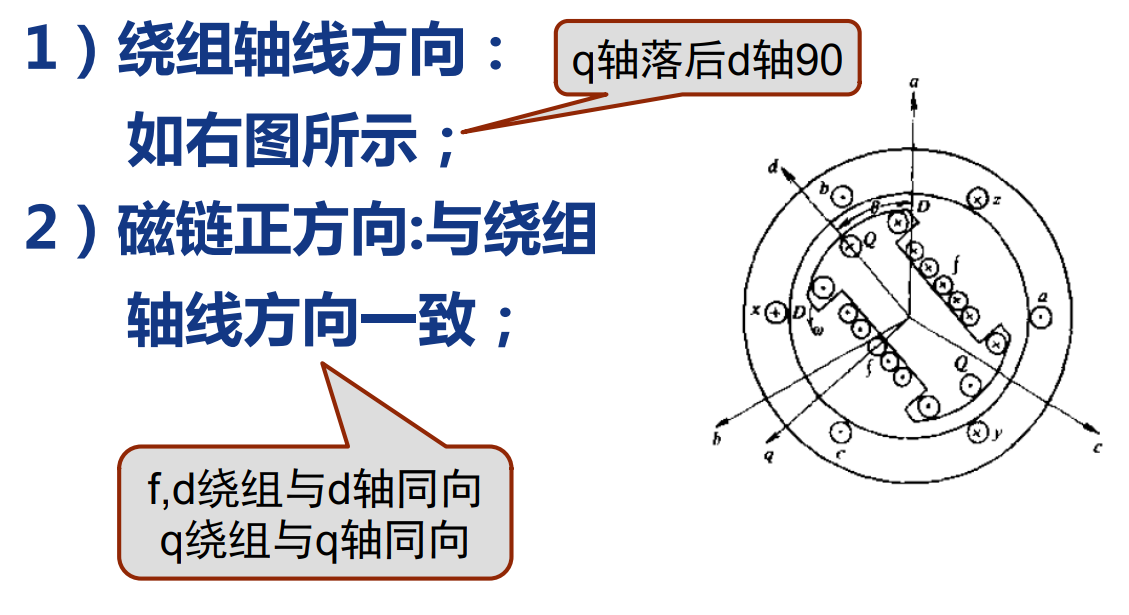 1）绕组轴线方向：
q轴落后d轴90
如右图所示；
2）磁链正方向:与绕组
轴线方向一致；
f,d绕组与d轴同向
q绕组与q轴同向
a
d
b
z
θ
D
Q
f
x
D
ω
a
f
Q
b
q
c
y
c